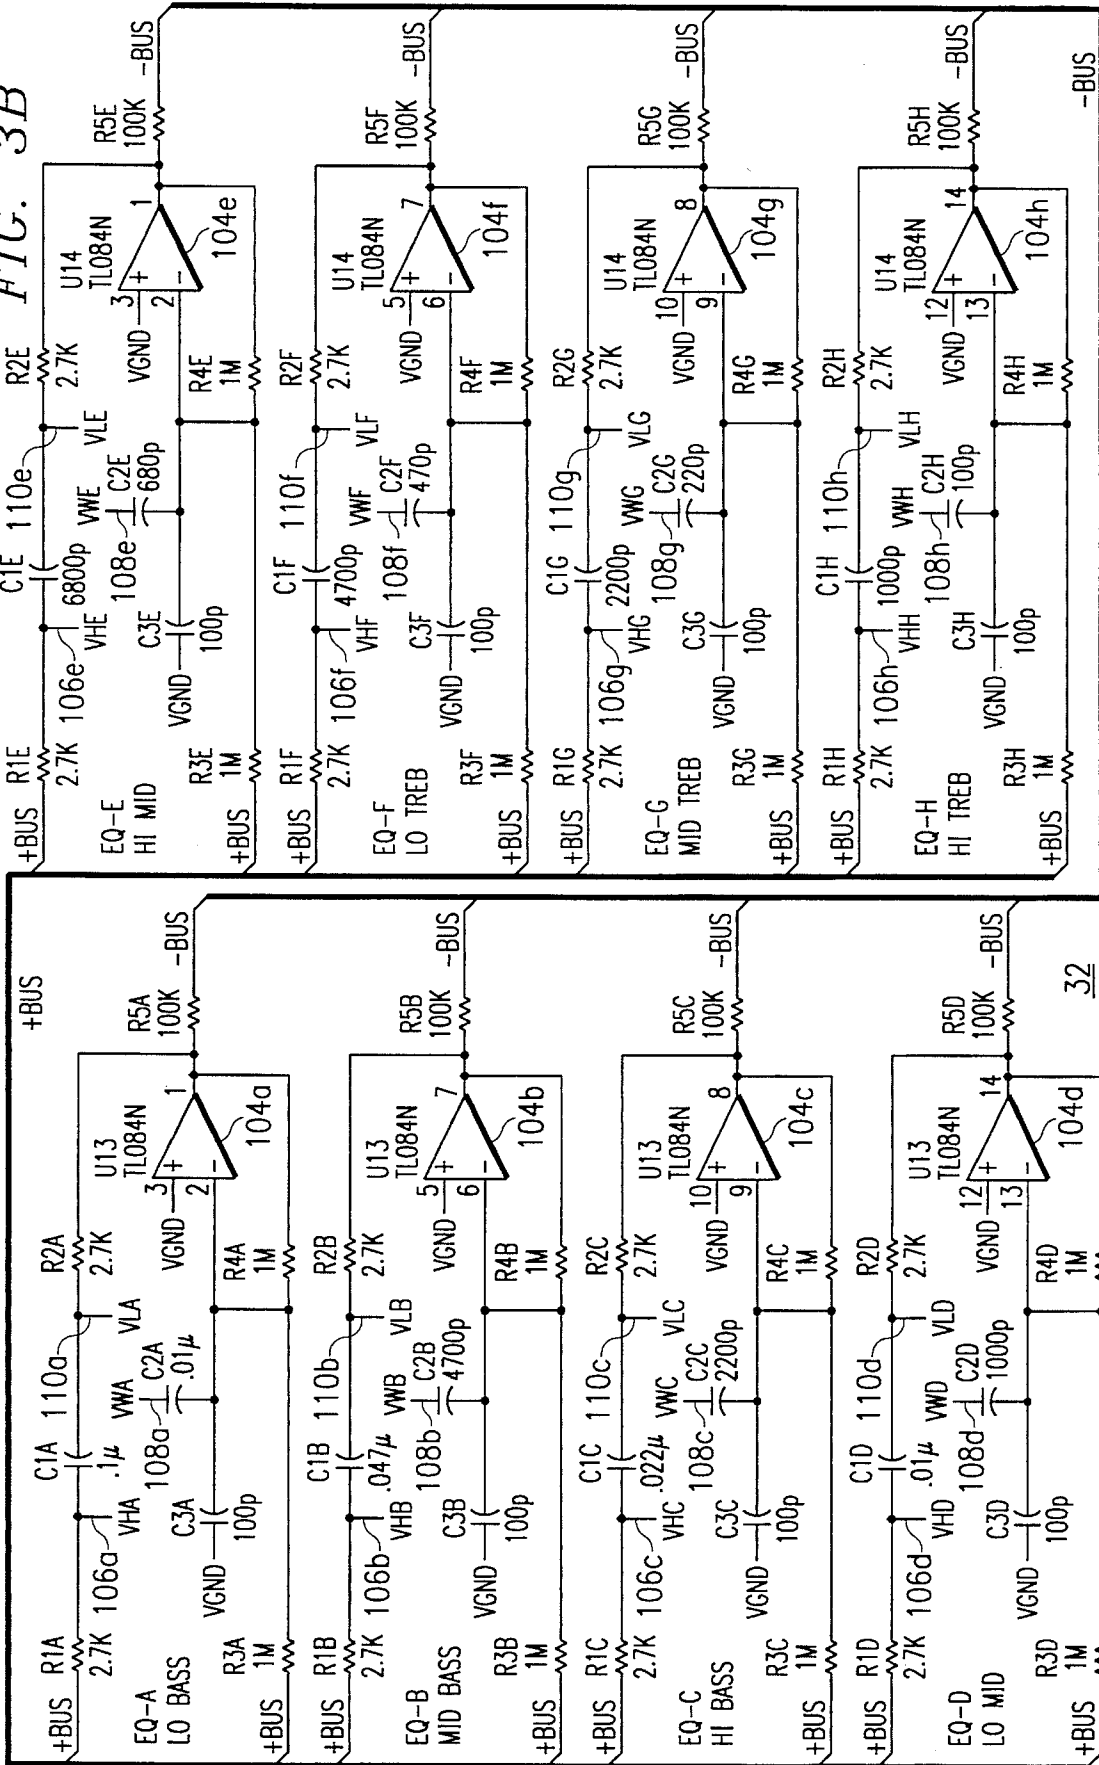 FIG. 3B
+BUS
R1A
2.7K
106a
VHA
C1A
.1µ
110a
VLA
R2A
2.7K
EQ-A
LO BASS
VWA
108a
C2A
.01µ
C3A
100p
VGND
VGND
3
+
2
-
U13
TL084N
1
104a
R5A
100K
-BUS
R3A
1M
R4A
1M
+BUS
+BUS
R1B
2.7K
106b
VHB
C1B
.047µ
110b
VLB
R2B
2.7K
EQ-B
MID BASS
VWB
108b
C2B
4700p
C3B
100p
VGND
VGND
5
+
6
-
U13
TL084N
7
104b
R5B
100K
-BUS
R3B
1M
R4B
1M
+BUS
+BUS
R1C
2.7K
106c
VHC
C1C
.022µ
110c
VLC
R2C
2.7K
EQ-C
HI BASS
VWC
108c
C2C
2200p
C3C
100p
VGND
VGND
10
+
9
-
U13
TL084N
8
104c
R5C
100K
-BUS
R3C
1M
R4C
1M
+BUS
+BUS
R1D
2.7K
106d
VHD
C1D
.01µ
110d
VLD
R2D
2.7K
EQ-D
LO MID
VWD
108d
C2D
1000p
C3D
100p
VGND
VGND
12
+
13
-
U13
TL084N
14
104d
R5D
100K
-BUS
R3D
1M
R4D
1M
+BUS
32
+BUS
R1E
2.7K
106e
VHE
C1E
6800p
110e
VLE
R2E
2.7K
EQ-E
HI MID
VWE
108e
C2E
680p
C3E
100p
VGND
VGND
3
+
2
-
U14
TL084N
1
104e
R5E
100K
-BUS
R3E
1M
R4E
1M
+BUS
+BUS
R1F
2.7K
106f
VHF
C1F
4700p
110f
VLF
R2F
2.7K
EQ-F
LO TREB
VWF
108f
C2F
470p
C3F
100p
VGND
VGND
5
+
6
-
U14
TL084N
7
104f
R5F
100K
-BUS
R3F
1M
R4F
1M
+BUS
+BUS
R1G
2.7K
106g
VHG
C1G
2200p
110g
VLG
R2G
2.7K
EQ-G
MID TREB
VWG
108g
C2G
220p
C3G
100p
VGND
VGND
10
+
9
-
U14
TL084N
8
104g
R5G
100K
-BUS
R3G
1M
R4G
1M
+BUS
+BUS
R1H
2.7K
106h
VHH
C1H
1000p
110h
VLH
R2H
2.7K
EQ-H
HI TREB
VWH
108h
C2H
100p
C3H
100p
VGND
VGND
12
+
13
-
U14
TL084N
14
104h
R5H
100K
-BUS
R3H
1M
R4H
1M
+BUS
-BUS